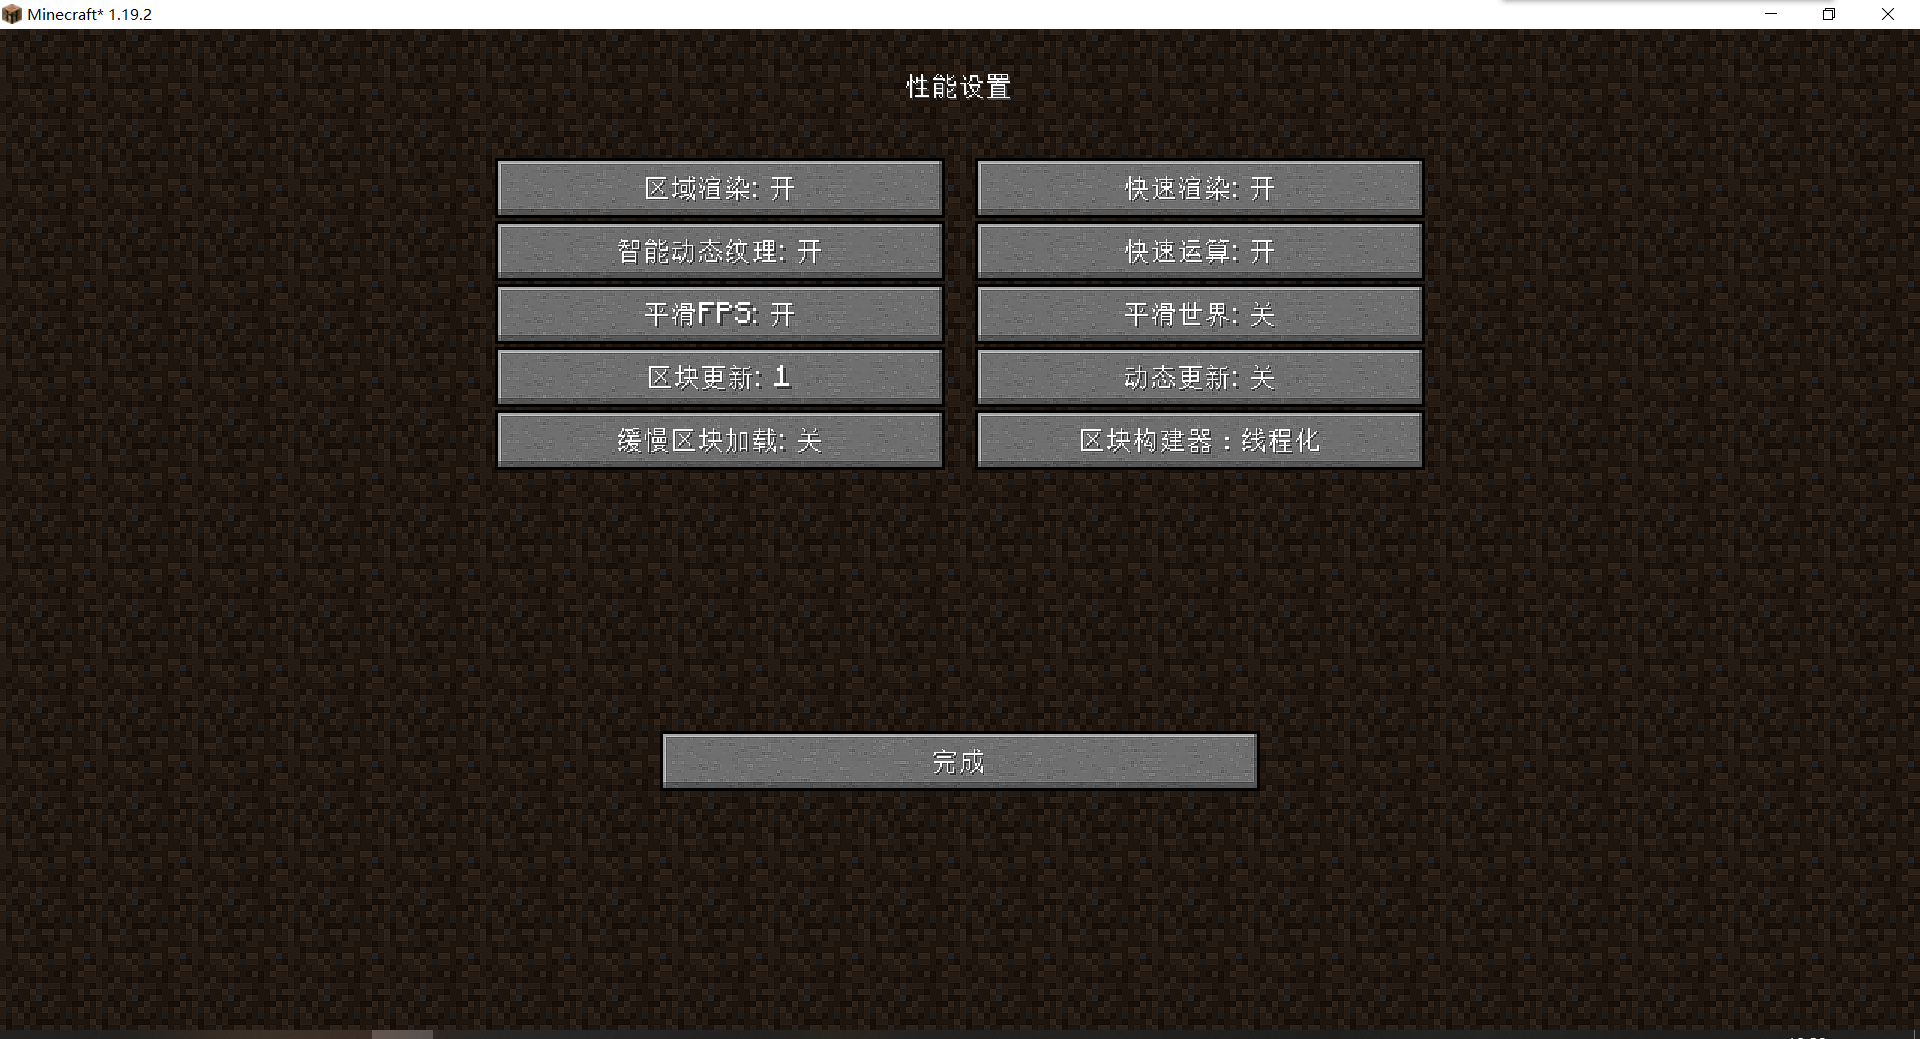 Minecraft* 1.19.2
性能设置
区域渲染: 开
快速渲染: 开
智能动态纹理: 开
快速运算: 开
平滑FPS: 开
平滑世界: 关
区块更新: 1
动态更新: 关
缓慢区块加载: 关
区块构建器：线程化
完成